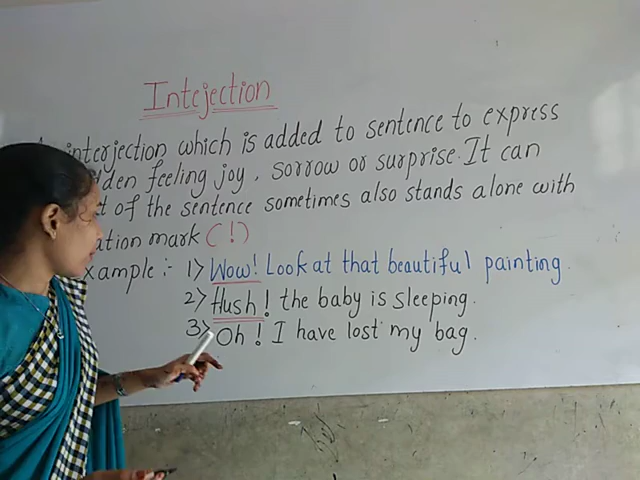 Intejection
interjection which is added to sentence to express
feeling joy, sorrow or surprise. It can
of the sentence sometimes also stands alone with
mark (!)
:- 1) Wow! Look at that beautiful painting.
2) Hush! the baby is sleeping.
3) Oh! I have lost my bag.